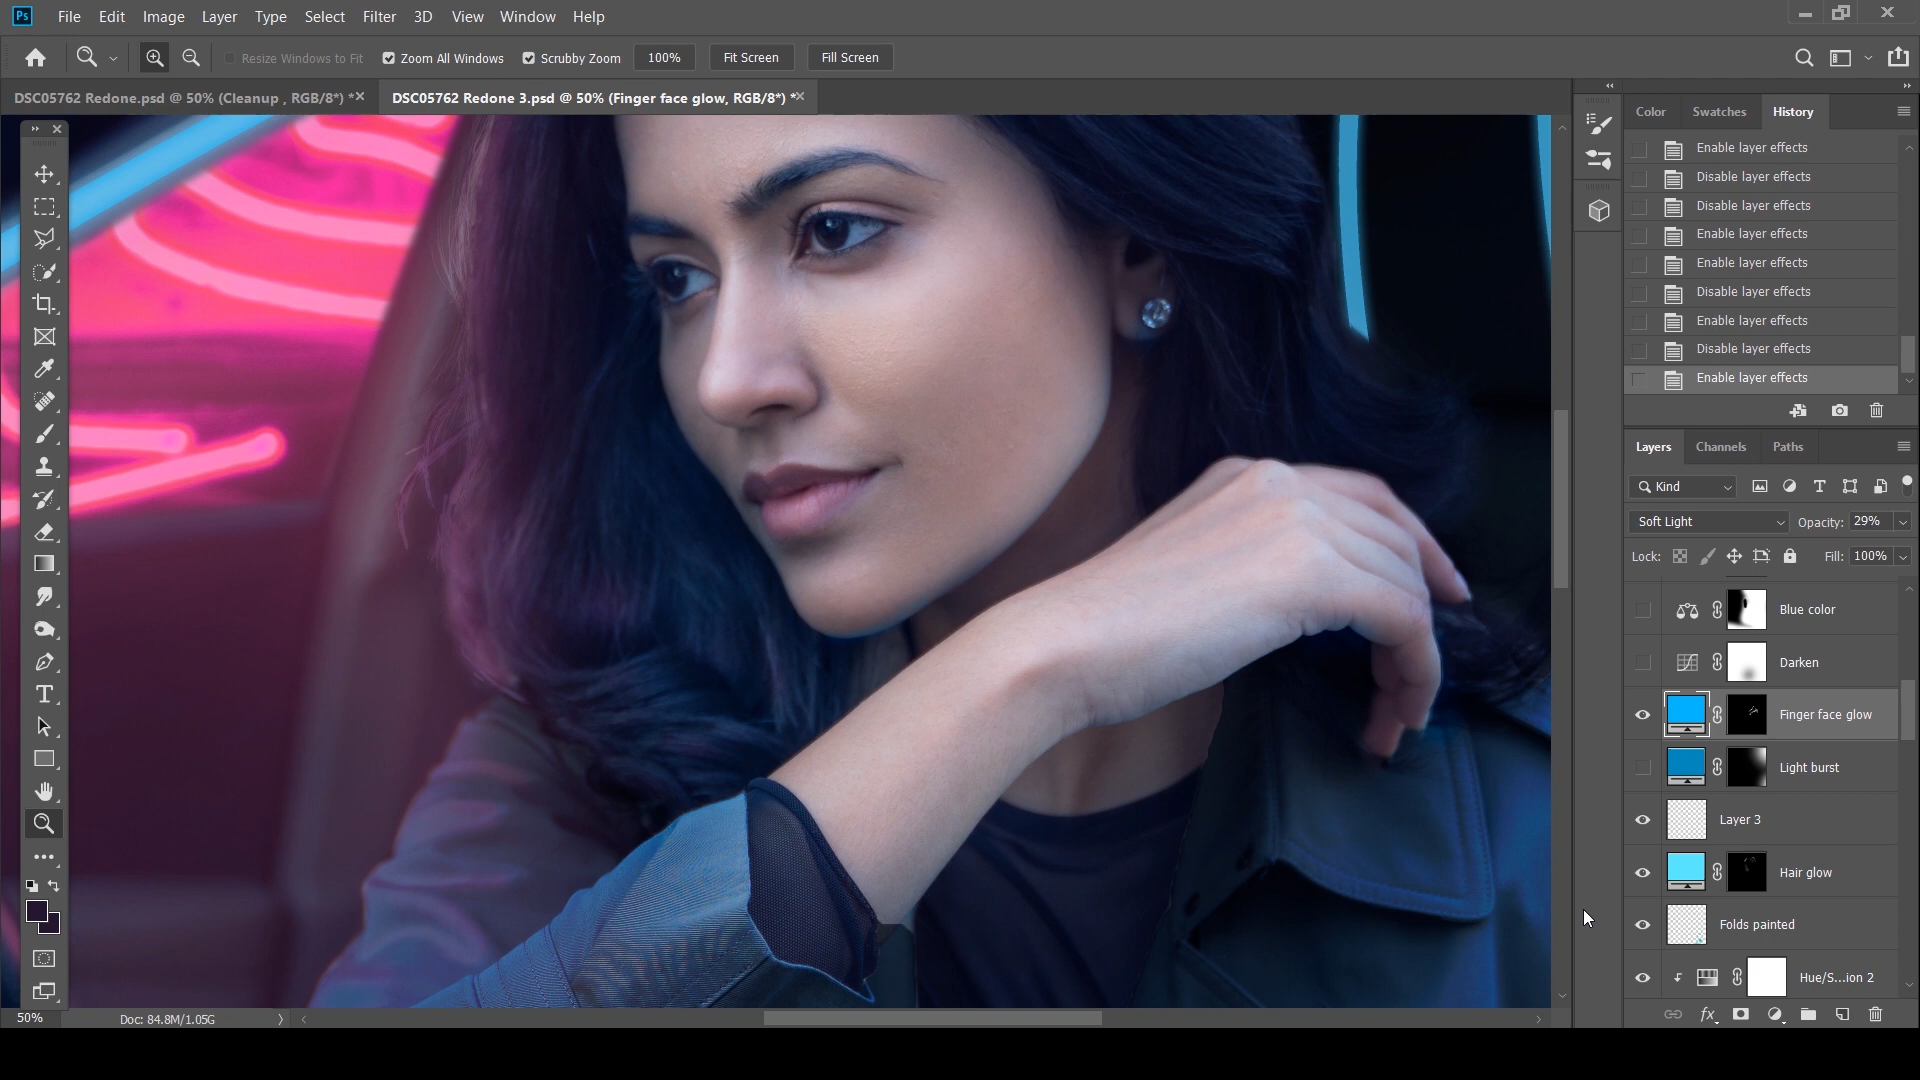 Ps File Edit Image Layer Type Select Filter 3D View Window Help
Resize Windows to Fit Zoom All Windows Scrubby Zoom 100% Fit Screen Fill Screen
DSC05762 Redone.psd @ 50% (Cleanup , RGB/8*) * DSC05762 Redone 3.psd @ 50% (Finger face glow, RGB/8*) *
Color Swatches History
Enable layer effects
Disable layer effects
Disable layer effects
Enable layer effects
Enable layer effects
Disable layer effects
Enable layer effects
Disable layer effects
Enable layer effects
Layers Channels Paths
Kind
Soft Light Opacity: 29%
Lock: Fill: 100%
Blue color
Darken
Finger face glow
Light burst
Layer 3
Hair glow
Folds painted
Hue/S...ion 2
fx
50% Doc: 84.8M/1.05G